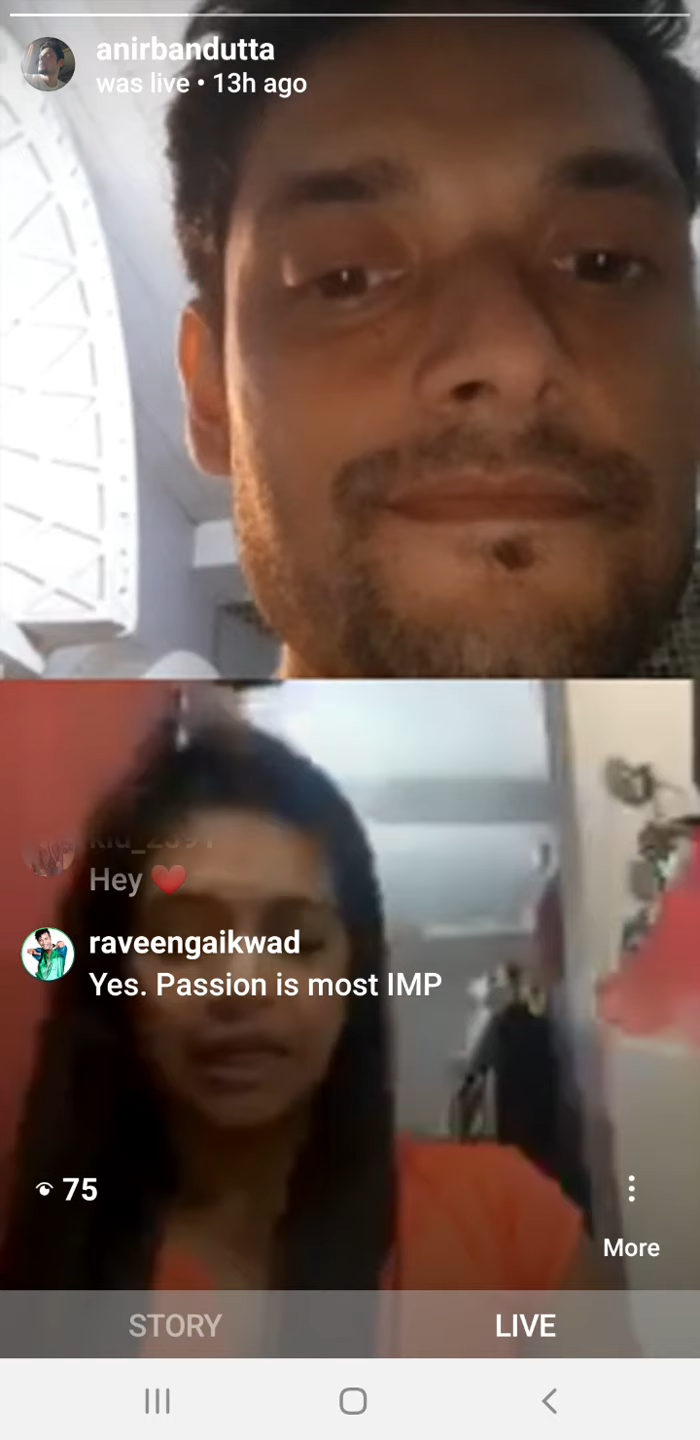 anirbandutta
was live • 13h ago
Hey ❤️
raveengaikwad
Yes. Passion is most IMP
75
More
STORY
LIVE